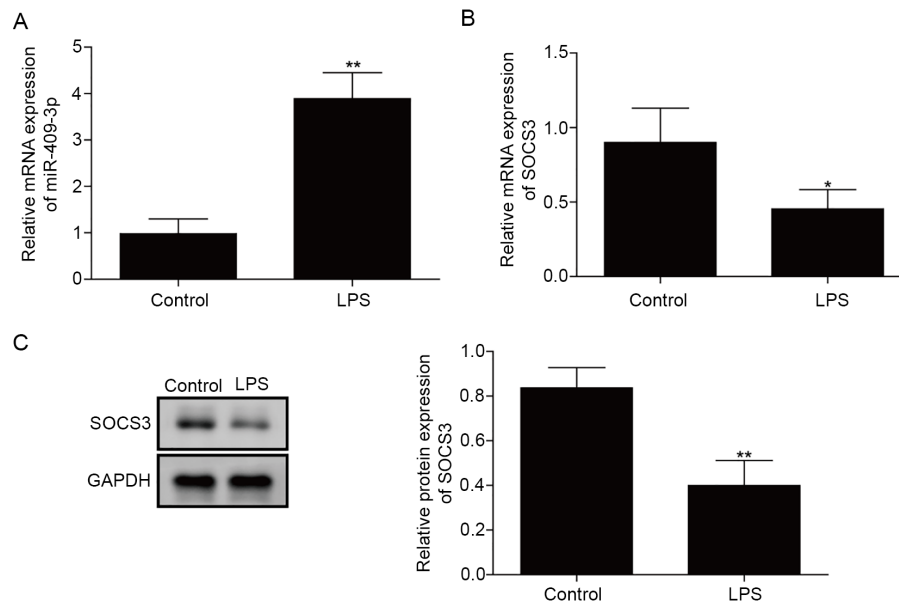 A
Relative mRNA expression
of miR-409-3p
5
4
3
2
1
0
**
Control
LPS
B
Relative mRNA expression
of SOCS3
1.5
1.0
0.5
0.0
*
Control
LPS
C
Control LPS
SOCS3
GAPDH
Relative protein expression
of SOCS3
1.0
0.8
0.6
0.4
0.2
0.0
**
Control
LPS